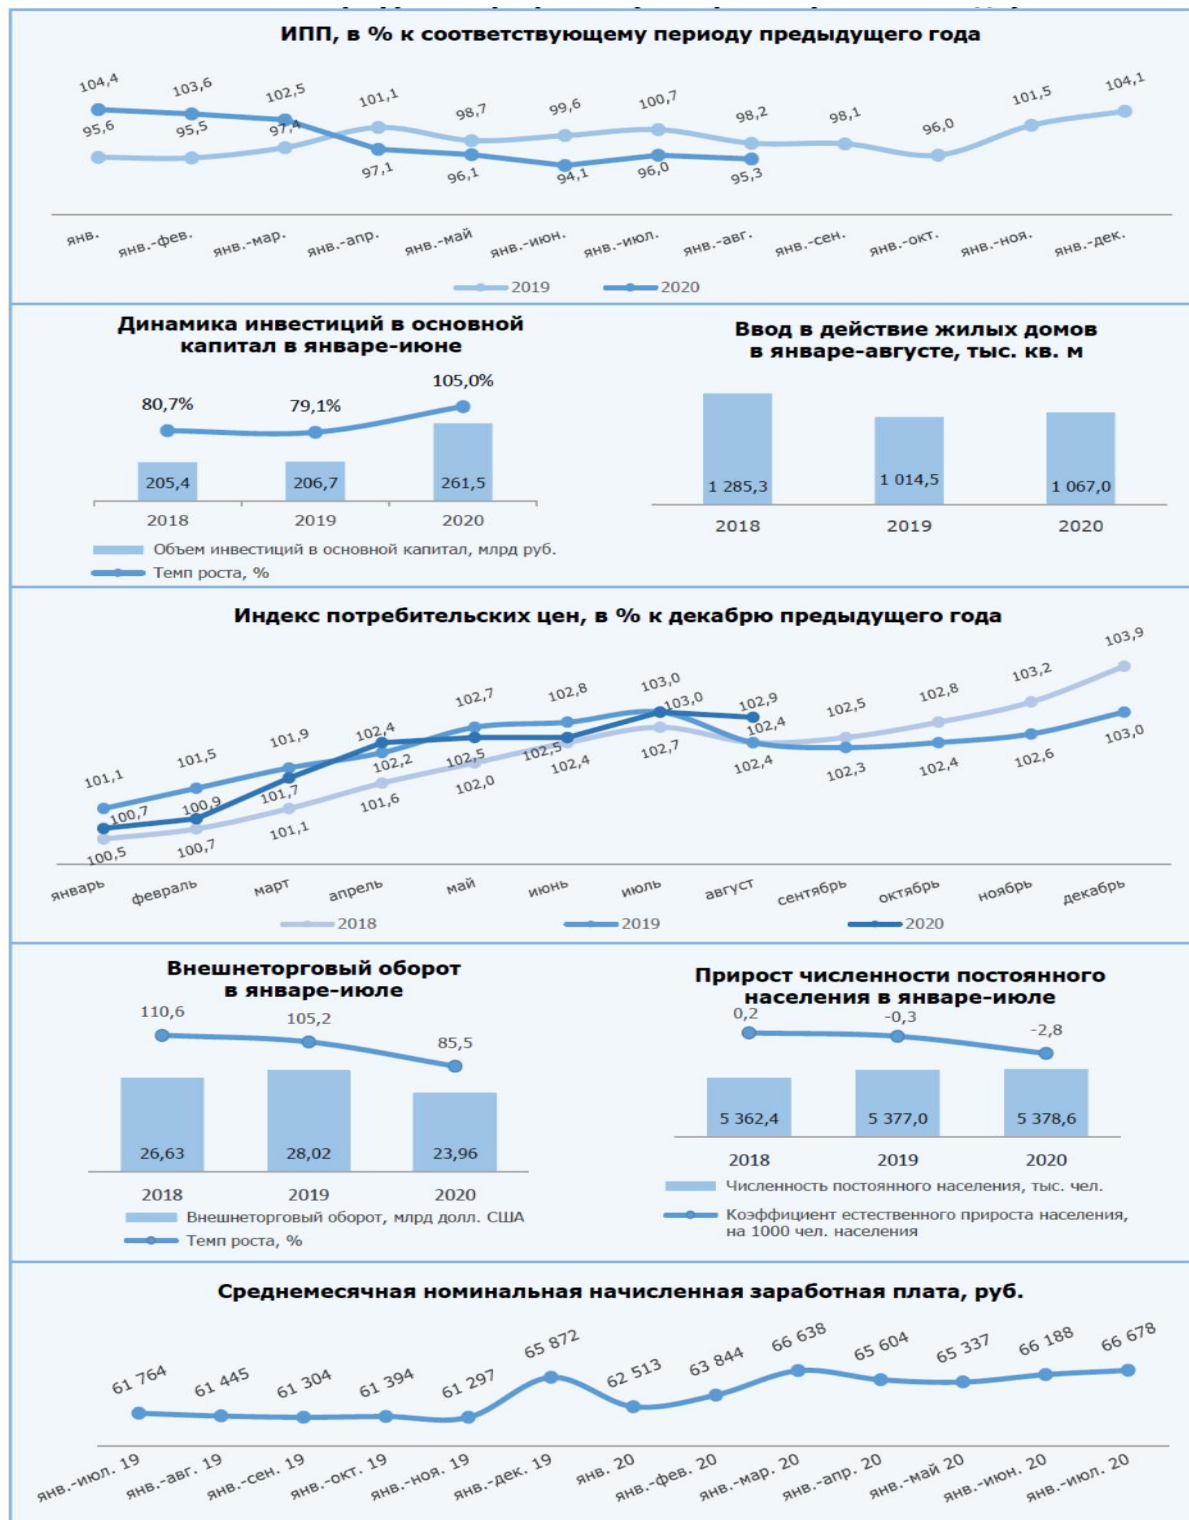 ИПП, в % к соответствующему периоду предыдущего года
104,4 103,6 102,5 101,1 98,7 99,6 100,7 98,2 98,1 96,0 101,5 104,1
95,6 95,5 97,4 97,1 96,1 94,1 96,0 95,3
янв. янв.-фев. янв.-мар. янв.-апр. янв.-май янв.-июн. янв.-июл. янв.-авг. янв.-сен. янв.-окт. янв.-ноя. янв.-дек.
2019 2020
Динамика инвестиций в основной
капитал в январе-июне
80,7% 79,1% 105,0%
205,4 206,7 261,5
2018 2019 2020
Объем инвестиций в основной капитал, млрд руб.
Темп роста, %
Ввод в действие жилых домов
в январе-августе, тыс. кв. м
1 285,3 1 014,5 1 067,0
2018 2019 2020
Индекс потребительских цен, в % к декабрю предыдущего года
101,1 101,5 101,9 102,4 102,7 102,8 103,0 102,9 102,5 102,8 103,2 103,9
100,7 100,9 101,7 102,2 102,5 102,5 103,0 102,4 102,3 102,4 102,6 103,0
100,5 100,7 101,1 101,6 102,0 102,4 102,7 102,4
январь февраль март апрель май июнь июль август сентябрь октябрь ноябрь декабрь
2018 2019 2020
Внешнеторговый оборот
в январе-июле
110,6 105,2 85,5
26,63 28,02 23,96
2018 2019 2020
Внешнеторговый оборот, млрд долл. США
Темп роста, %
Прирост численности постоянного
населения в январе-июле
0,2 -0,3 -2,8
5 362,4 5 377,0 5 378,6
2018 2019 2020
Численность постоянного населения, тыс. чел.
Коэффициент естественного прироста населения,
на 1000 чел. населения
Среднемесячная номинальная начисленная заработная плата, руб.
61 764 61 445 61 304 61 394 61 297 65 872 62 513 63 844 66 638 65 604 65 337 66 188 66 678
янв.-июл. 19 янв.-авг. 19 янв.-сен. 19 янв.-окт. 19 янв.-ноя. 19 янв.-дек. 19 янв. 20 янв.-фев. 20 янв.-мар. 20 янв.-апр. 20 янв.-май 20 янв.-июн. 20 янв.-июл. 20